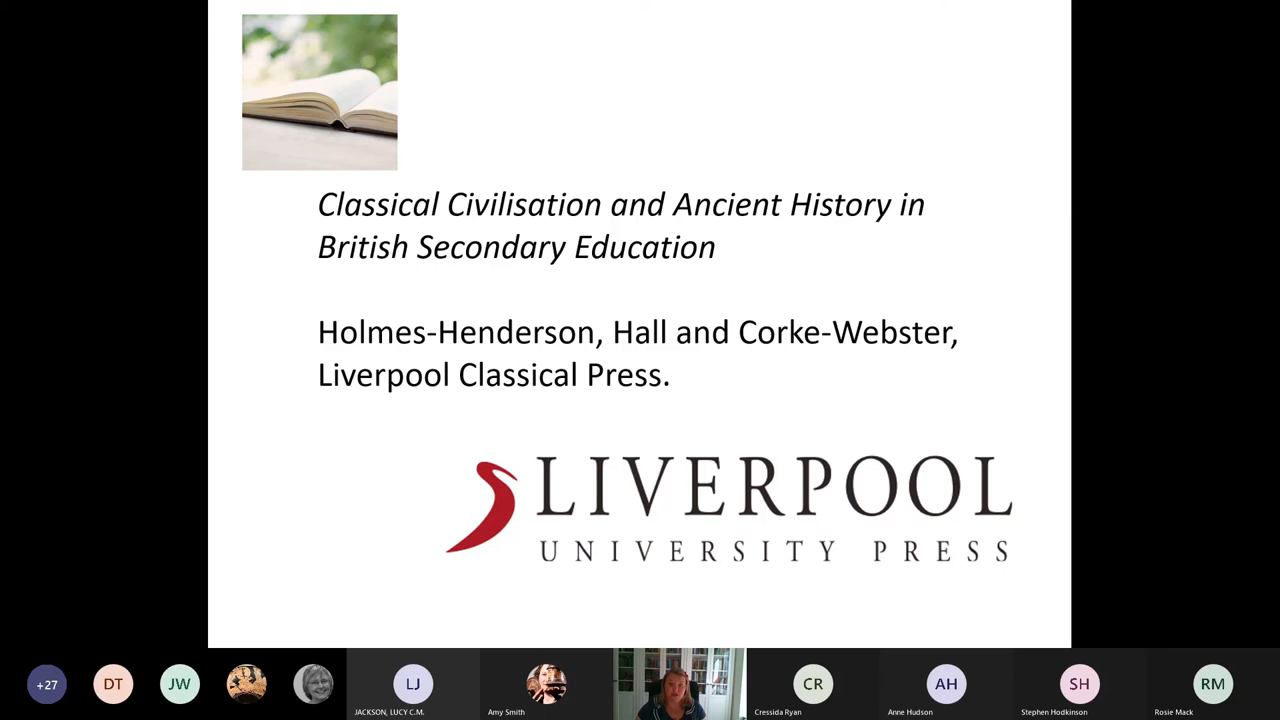 Classical Civilisation and Ancient History in
British Secondary Education
Holmes-Henderson, Hall and Corke-Webster,
Liverpool Classical Press.
LIVERPOOL
UNIVERSITY PRESS
+27
DT
JW
LJ
JACKSON, LUCY C.M.
Amy Smith
CR
Cressida Ryan
AH
Anne Hudson
SH
Stephen Hodkinson
RM
Rosie Mack